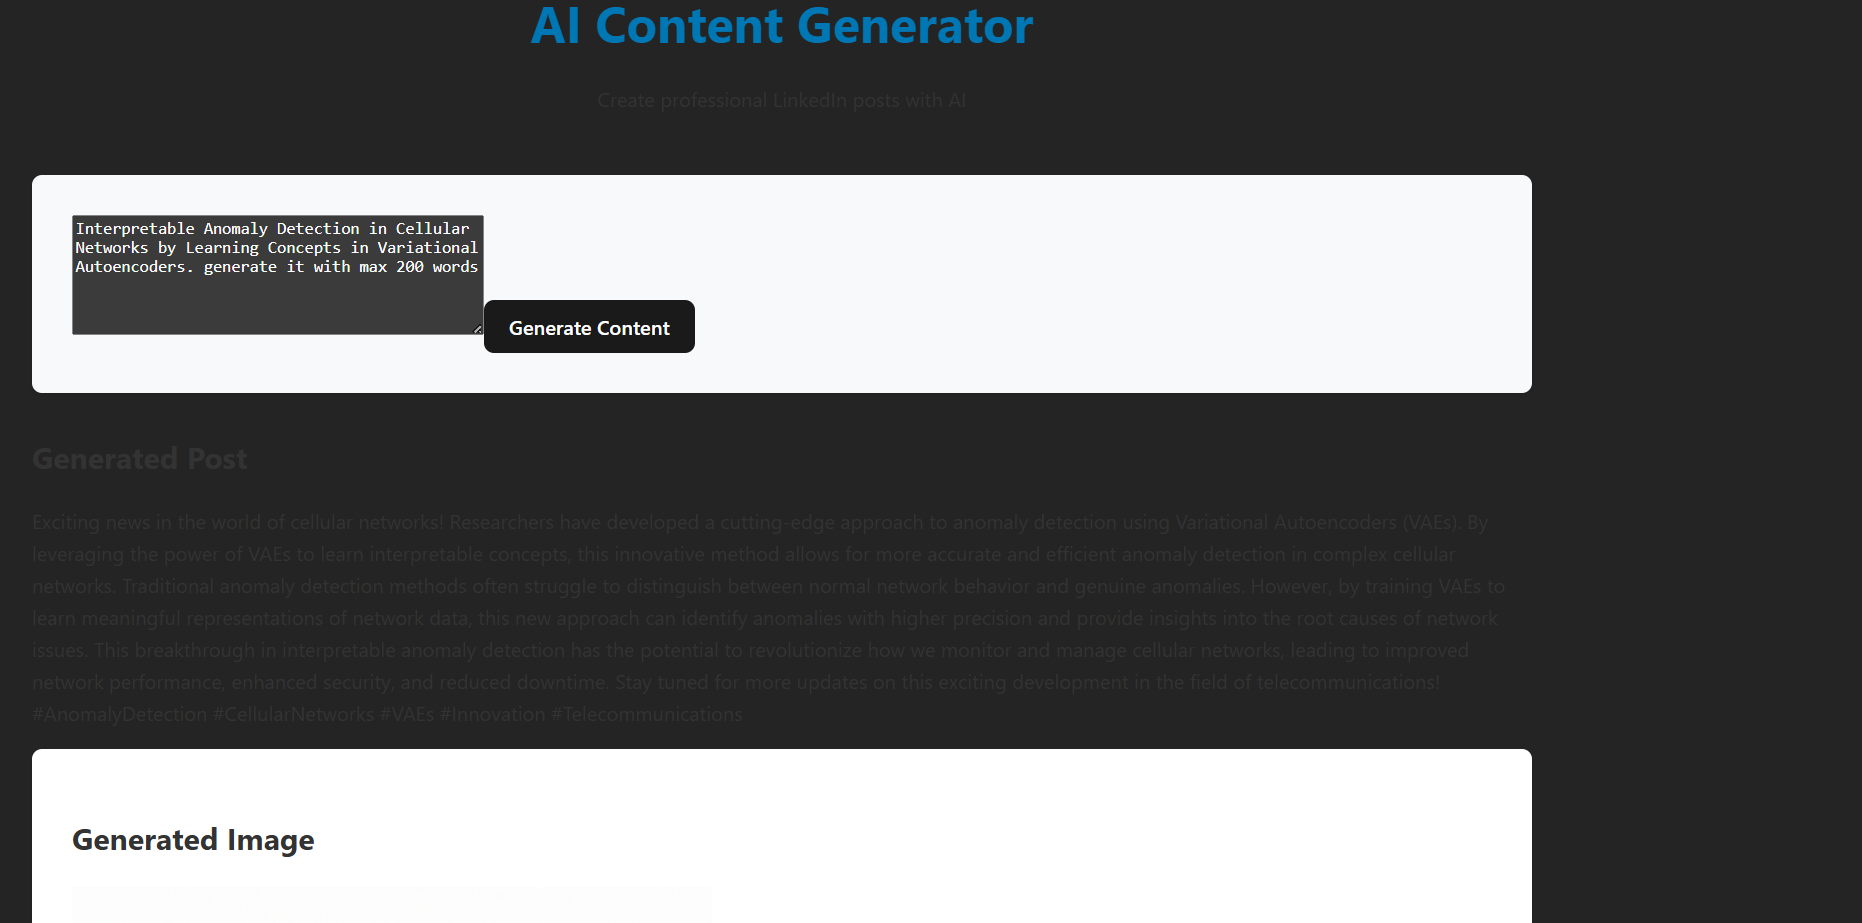 AI Content Generator
Create professional LinkedIn posts with AI
Interpretable Anomaly Detection in Cellular
Networks by Learning Concepts in Variational
Autoencoders. generate it with max 200 words
Generate Content
Generated Post
Exciting news in the world of cellular networks! Researchers have developed a cutting-edge approach to anomaly detection using Variational Autoencoders (VAEs). By
leveraging the power of VAEs to learn interpretable concepts, this innovative method allows for more accurate and efficient anomaly detection in complex cellular
networks. Traditional anomaly detection methods often struggle to distinguish between normal network behavior and genuine anomalies. However, by training VAEs to
learn meaningful representations of network data, this new approach can identify anomalies with higher precision and provide insights into the root causes of network
issues. This breakthrough in interpretable anomaly detection has the potential to revolutionize how we monitor and manage cellular networks, leading to improved
network performance, enhanced security, and reduced downtime. Stay tuned for more updates on this exciting development in the field of telecommunications!
#AnomalyDetection #CellularNetworks #VAEs #Innovation #Telecommunications
Generated Image